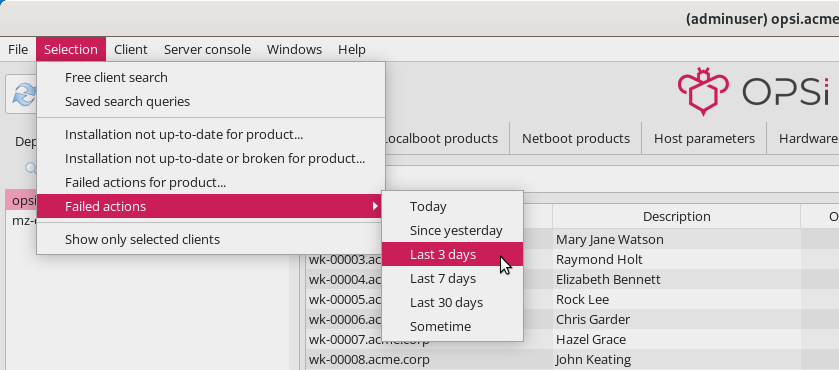 (adminuser) opsi.acme
File Selection Client Server console Windows Help
Free client search
Saved search queries
Installation not up-to-date for product...
Installation not up-to-date or broken for product...
Failed actions for product...
Failed actions
Show only selected clients
Today
Since yesterday
Last 3 days
Last 7 days
Last 30 days
Sometime
OPSi
Dep
ocalboot products Netboot products Host parameters Hardware
opsi
mz-
Description O
Mary Jane Watson
wk-00003.ac Raymond Holt
wk-00004.ac Elizabeth Bennett
wk-00005.ac Rock Lee
wk-00006.ac Chris Garder
wk-00007.acme.corp Hazel Grace
wk-00008.acme.corp John Keating